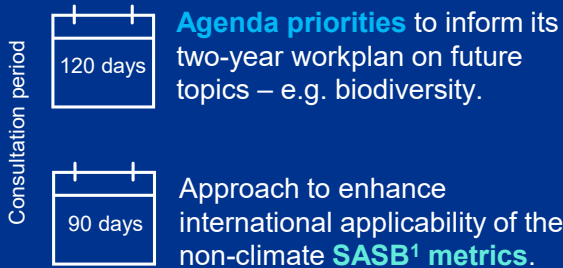 Consultation period
120 days
Agenda priorities to inform its
two-year workplan on future
topics – e.g. biodiversity.
90 days
Approach to enhance
international applicability of the
non-climate SASB¹ metrics.